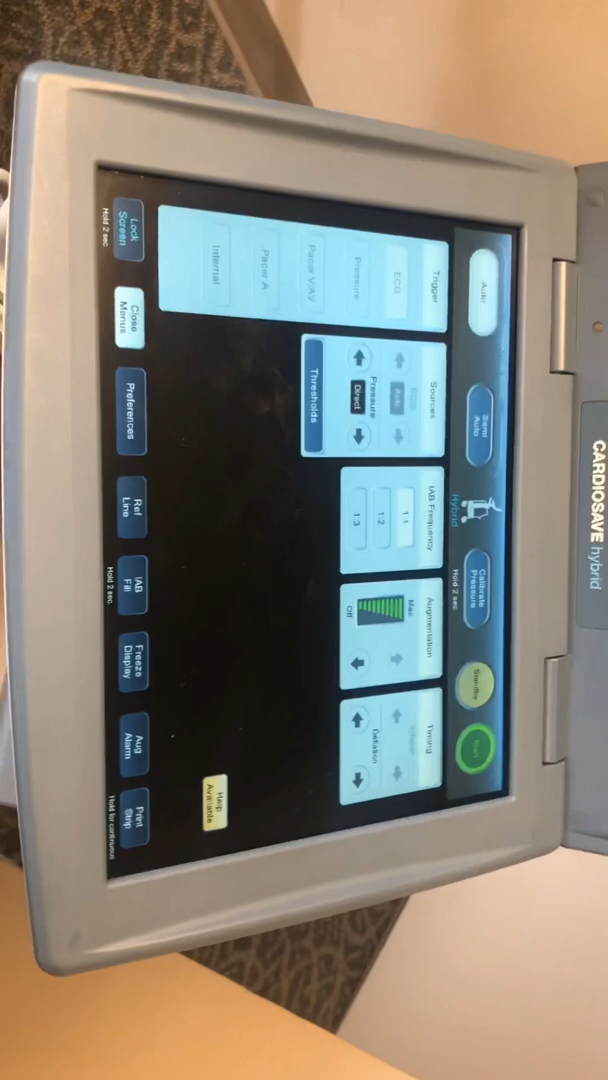 CARDIOSAVE hybrid
Auto
Semi
Auto
Hybrid
Calibrate
Pressure
Hold 2 sec
Standby
Start
Trigger
ECG
Pressure
Pacer V/AV
Pacer A
Internal
Sources
ECG
Auto
Pressure
Direct
Thresholds
IAB Frequency
1:1
1:2
1:3
Augmentation
Max
Off
Timing
Inflation
Deflation
Help
Available
Lock
Screen
Hold 2 sec
Close
Menus
Preferences
Ref
Line
IAB
Fill
Hold 2 sec.
Freeze
Display
Aug
Alarm
Print
Strip
Hold for continuous